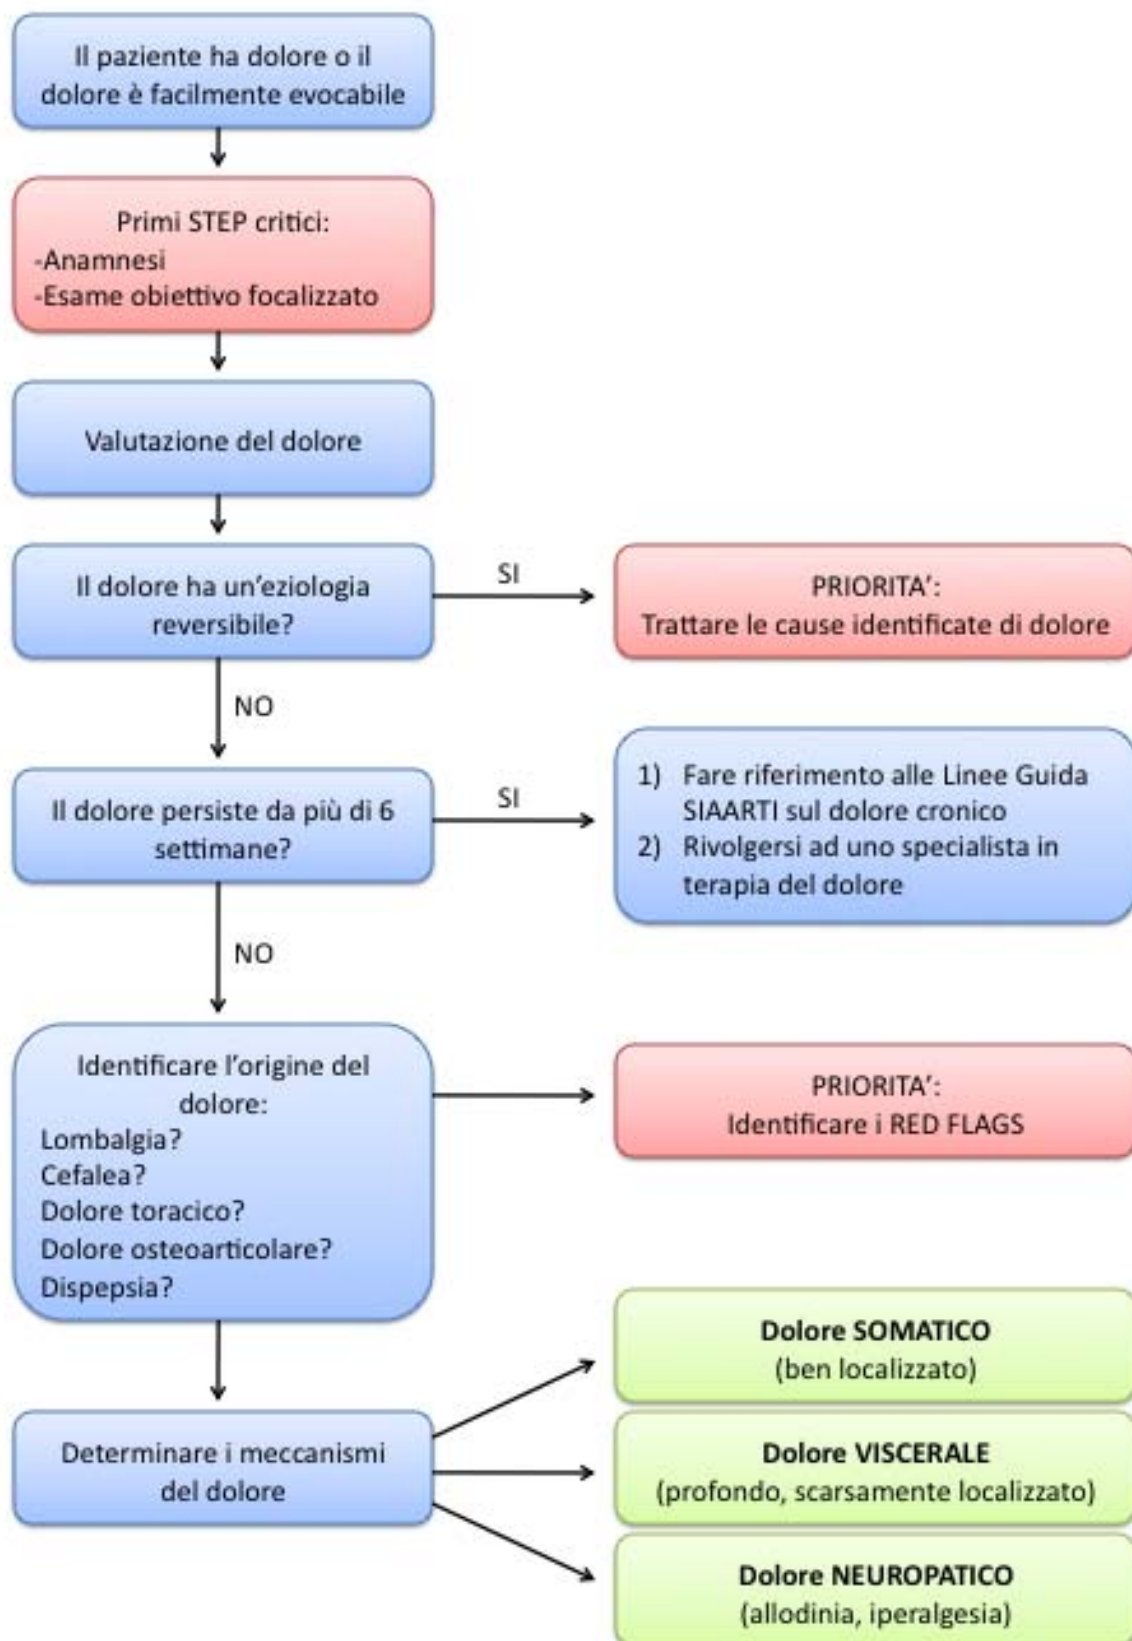 Il paziente ha dolore o il
dolore è facilmente evocabile
Primi STEP critici:
-Anamnesi
-Esame obiettivo focalizzato
Valutazione del dolore
Il dolore ha un'eziologia
reversibile?
SI
PRIORITA':
Trattare le cause identificate di dolore
NO
Il dolore persiste da più di 6
settimane?
SI
1) Fare riferimento alle Linee Guida
SIAARTI sul dolore cronico
2) Rivolgersi ad uno specialista in
terapia del dolore
NO
Identificare l'origine del
dolore:
Lombalgia?
Cefalea?
Dolore toracico?
Dolore osteoarticolare?
Dispepsia?
PRIORITA':
Identificare i RED FLAGS
Determinare i meccanismi
del dolore
Dolore SOMATICO
(ben localizzato)
Dolore VISCERALE
(profondo, scarsamente localizzato)
Dolore NEUROPATICO
(allodinia, iperalgesia)